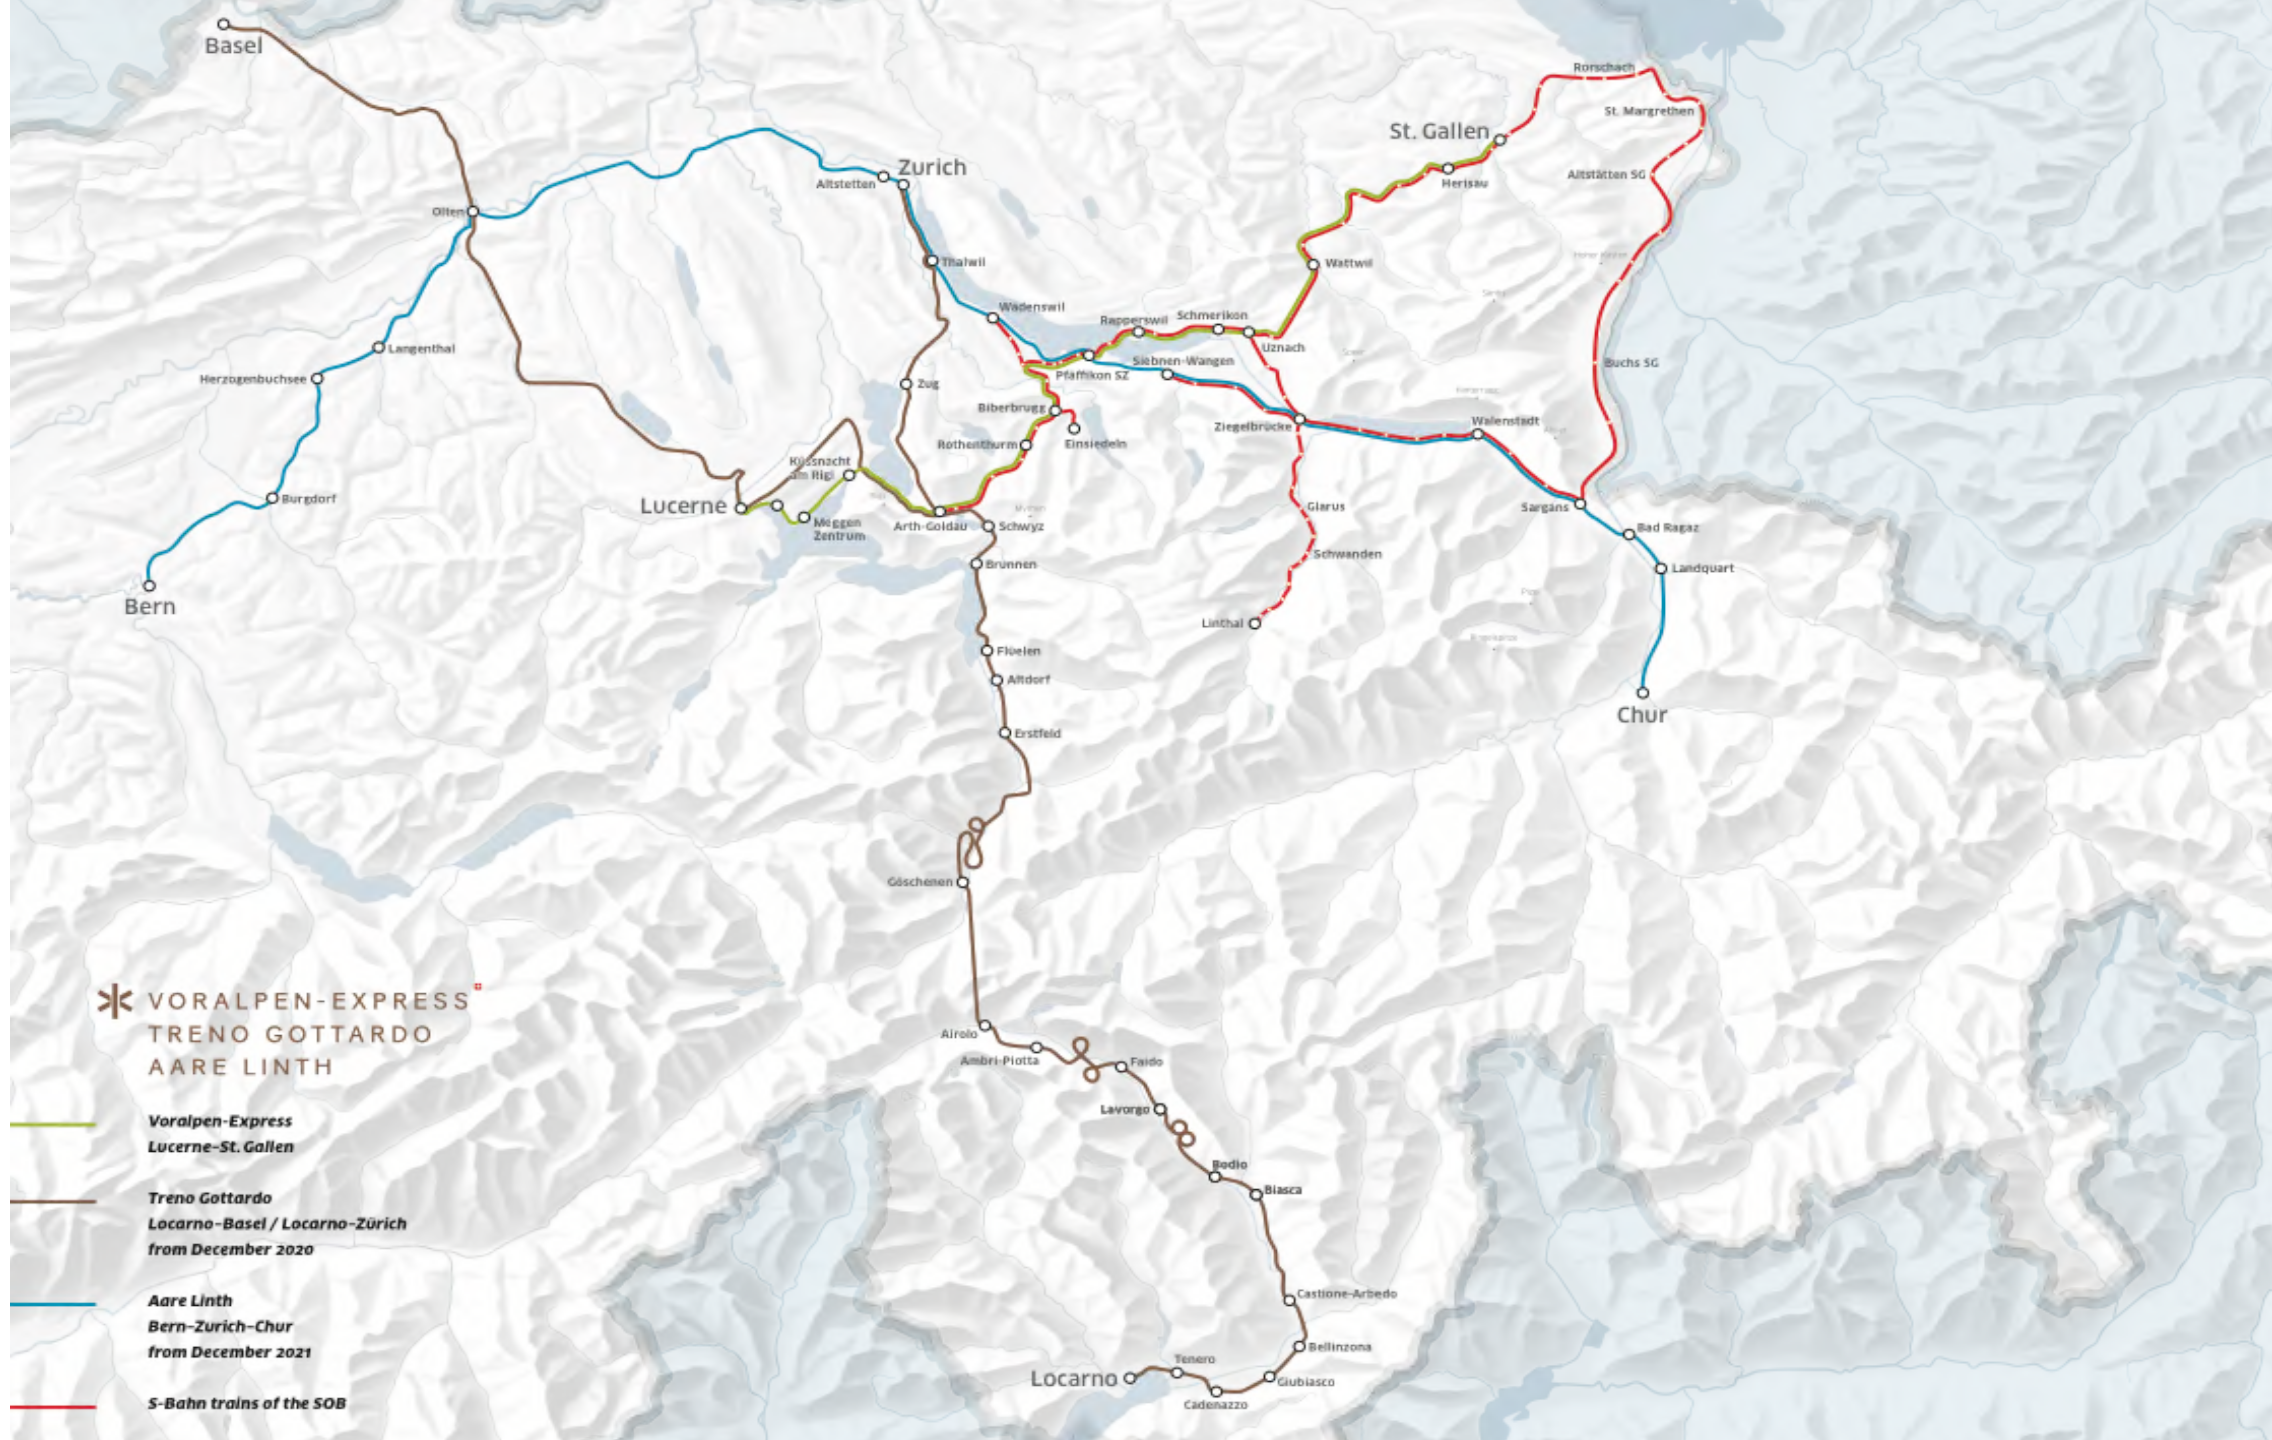 Basel
Rorschach
St. Margrethen
St. Gallen
Zurich
Altstetten
Altstätten SG
Herisau
Olten
Thalwil
Wattwil
Wädenswil
Rapperswil
Schmerikon
Uznach
Langenthal
Siebnen-Wangen
Buchs SG
Herzogenbuchsee
Pfäffikon SZ
Zug
Biberbrugg
Ziegelbrücke
Walenstadt
Rothenthurm
Einsiedeln
Küssnacht
am Rigi
Burgdorf
Lucerne
Meggen
Zentrum
Arth-Goldau
Schwyz
Glarus
Sargans
Bad Ragaz
Schwanden
Brunnen
Landquart
Bern
Linthal
Flüelen
Altdorf
Chur
Erstfeld
Göschenen
VORALPEN-EXPRESS
TRENO GOTTARDO
AARE LINTH
Airolo
Ambri-Piotta
Faido
Lavorgo
Bodio
Biasca
Castione-Arbedo
Bellinzona
Tenero
Locarno
Giubiasco
Cadenazzo
Voralpen-Express
Lucerne–St. Gallen
Treno Gottardo
Locarno–Basel / Locarno–Zürich
from December 2020
Aare Linth
Bern–Zurich–Chur
from December 2021
S-Bahn trains of the SOB